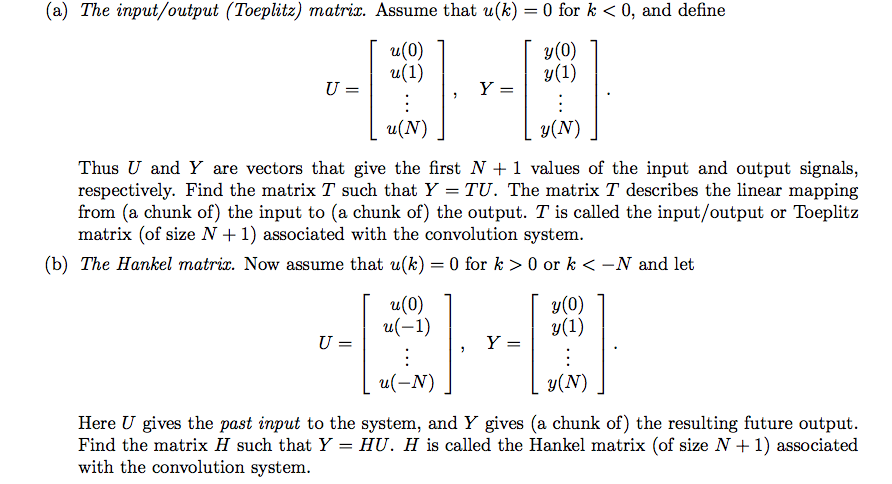 (a) The input/output (Toeplitz) matrix. Assume that u(k) = 0 for k < 0, and define
U = [ u(0) u(1) ⋮ u(N) ] , Y = [ y(0) y(1) ⋮ y(N) ] .
Thus U and Y are vectors that give the first N + 1 values of the input and output signals,
respectively. Find the matrix T such that Y = TU. The matrix T describes the linear mapping
from (a chunk of) the input to (a chunk of) the output. T is called the input/output or Toeplitz
matrix (of size N + 1) associated with the convolution system.
(b) The Hankel matrix. Now assume that u(k) = 0 for k > 0 or k < −N and let
U = [ u(0) u(−1) ⋮ u(−N) ] , Y = [ y(0) y(1) ⋮ y(N) ] .
Here U gives the past input to the system, and Y gives (a chunk of) the resulting future output.
Find the matrix H such that Y = HU. H is called the Hankel matrix (of size N + 1) associated
with the convolution system.